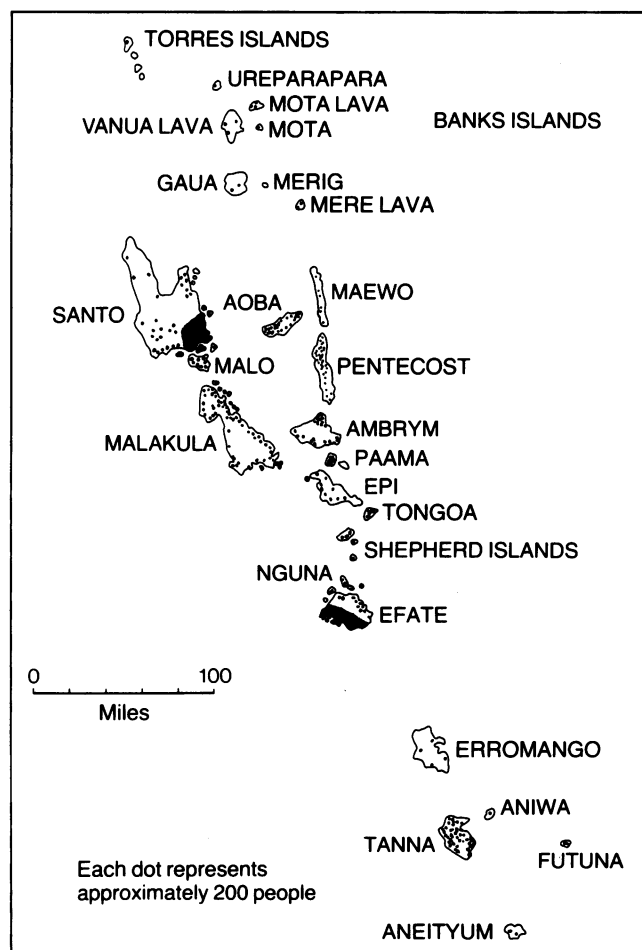 TORRES ISLANDS
UREPARAPARA
MOTA LAVA
VANUA LAVA
MOTA
BANKS ISLANDS
GAUA
MERIG
MERE LAVA
SANTO
AOBA
MAEWO
MALO
PENTECOST
MALAKULA
AMBRYM
PAAMA
EPI
TONGOA
SHEPHERD ISLANDS
NGUNA
EFATE
0 100
Miles
ERROMANGO
ANIWA
TANNA
FUTUNA
Each dot represents
approximately 200 people
ANEITYUM